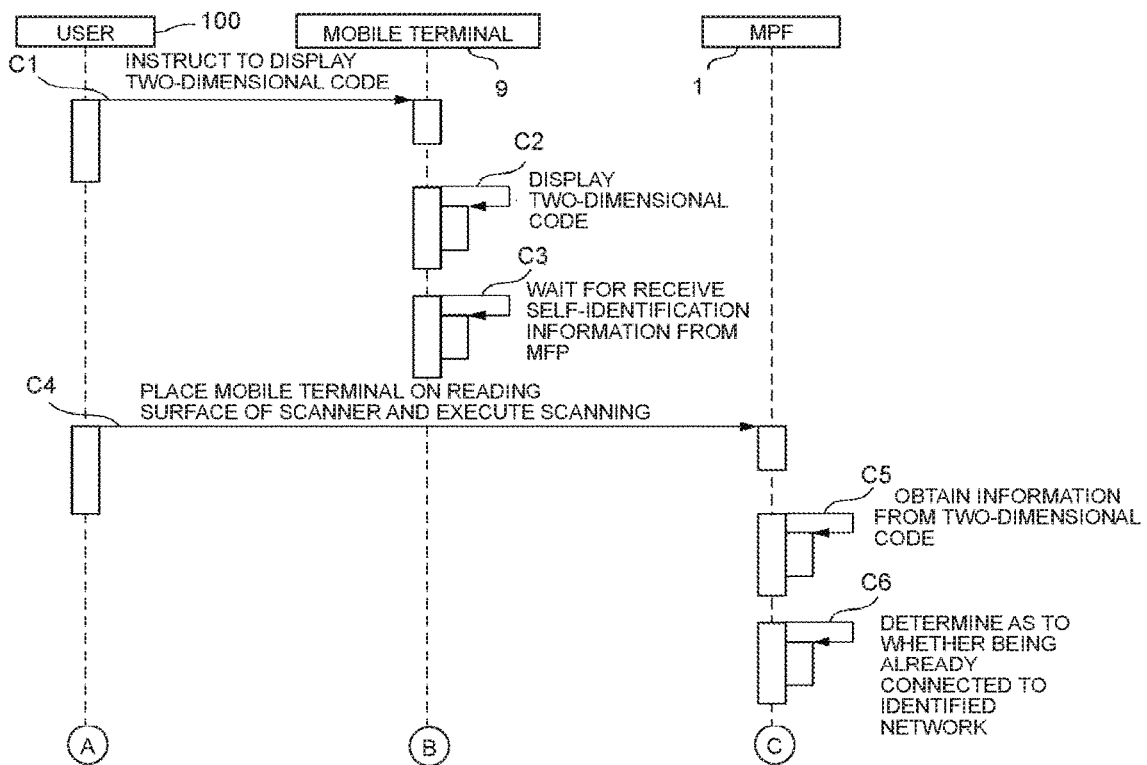 USER
100
MOBILE TERMINAL
9
MPF
1
C1
INSTRUCT TO DISPLAY
TWO-DIMENSIONAL CODE
C2
DISPLAY
TWO-DIMENSIONAL
CODE
C3
WAIT FOR RECEIVE
SELF-IDENTIFICATION
INFORMATION FROM
MFP
C4
PLACE MOBILE TERMINAL ON READING
SURFACE OF SCANNER AND EXECUTE SCANNING
C5
OBTAIN INFORMATION
FROM TWO-DIMENSIONAL
CODE
C6
DETERMINE AS TO
WHETHER BEING
ALREADY
CONNECTED TO
IDENTIFIED
NETWORK
A
B
C